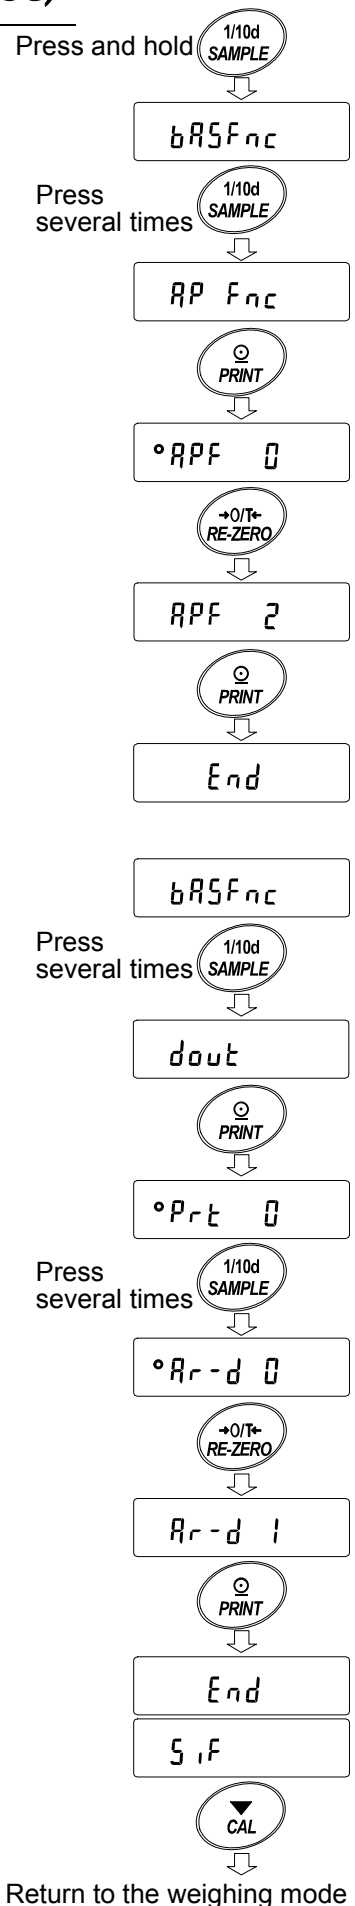 Press and hold
1/10d
SAMPLE
bASFnc
Press
several times
1/10d
SAMPLE
AP Fnc
PRINT
°APF 0
→0/T←
RE-ZERO
APF 2
PRINT
End
bASFnc
Press
several times
1/10d
SAMPLE
dout
PRINT
°Prt 0
Press
several times
1/10d
SAMPLE
°Ar-d 0
→0/T←
RE-ZERO
Ar-d 1
PRINT
End
SiF
CAL
Return to the weighing mode